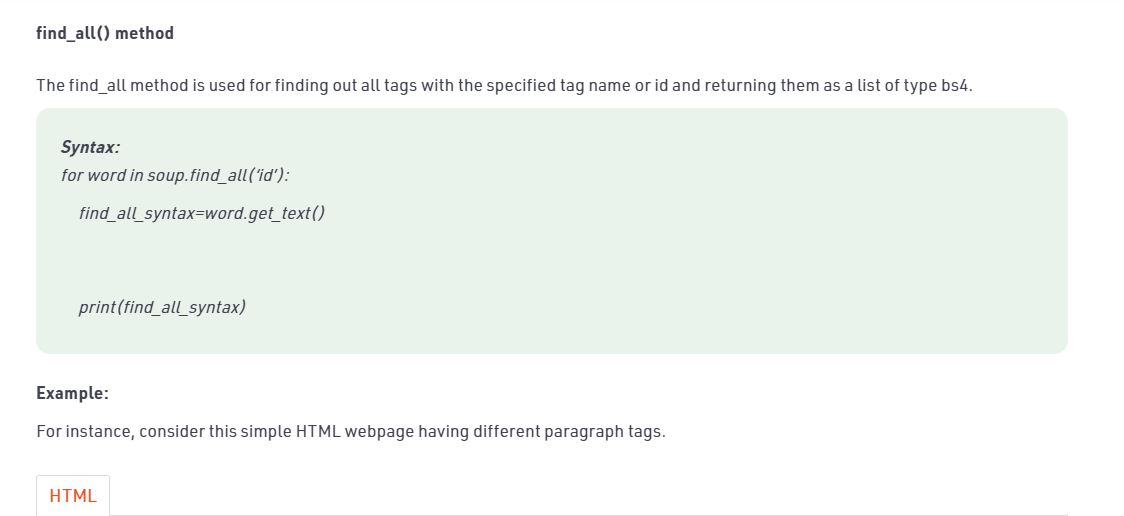 find_all() method
The find_all method is used for finding out all tags with the specified tag name or id and returning them as a list of type bs4.
Syntax:
for word in soup.find_all('id'):
find_all_syntax=word.get_text()
print(find_all_syntax)
Example:
For instance, consider this simple HTML webpage having different paragraph tags.
HTML